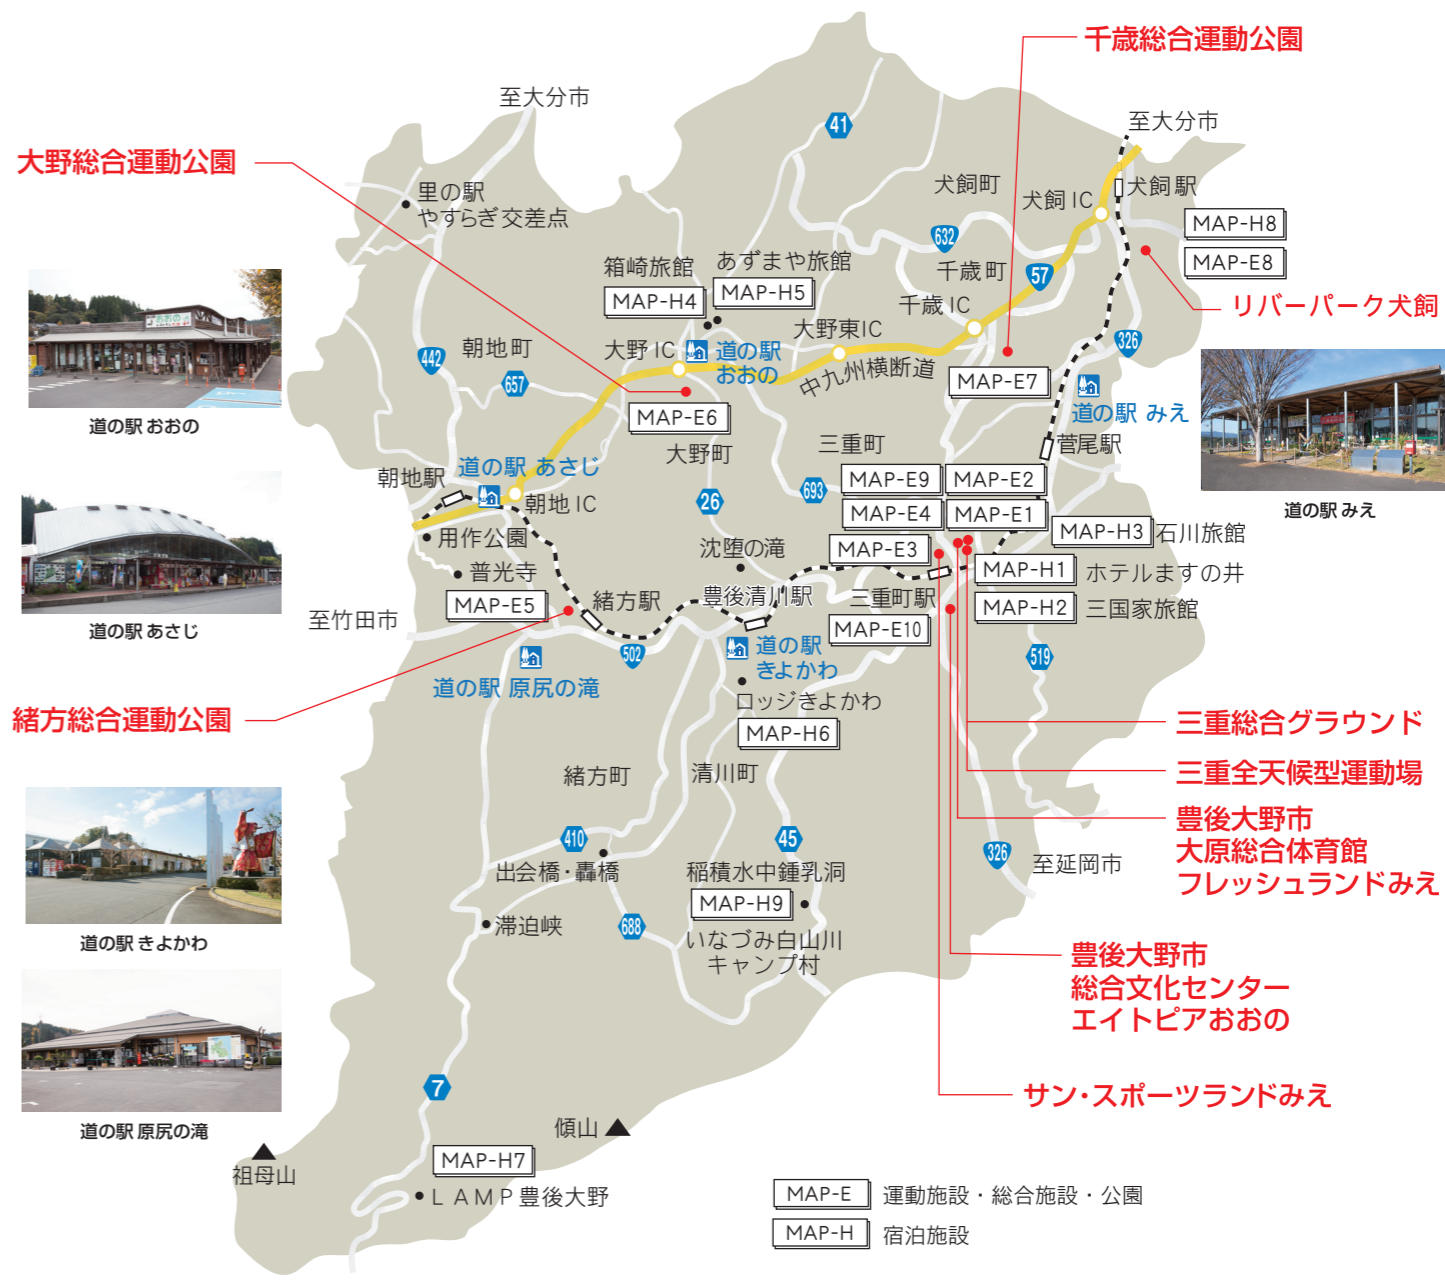 千歳総合運動公園
至大分市
至大分市
41
大野総合運動公園
犬飼町
犬飼IC
犬飼駅
里の駅
やすらぎ交差点
MAP-H8
MAP-E8
632
箱崎旅館
あずまや旅館
MAP-H4
MAP-H5
千歳町
57
千歳IC
リバーパーク犬飼
おおの
道の駅 おおの
442
朝地町
657
大野IC
道の駅
おおの
大野東IC
中九州横断道
326
MAP-E7
道の駅 みえ
菅尾駅
道の駅 みえ
MAP-E6
大野町
三重町
朝地駅
道の駅 あさじ
朝地IC
26
693
MAP-E9
MAP-E2
MAP-E4
MAP-E1
MAP-E3
MAP-H3
石川旅館
用作公園
普光寺
沈堕の滝
MAP-H1
ホテルますの井
MAP-H2
三国家旅館
道の駅 あさじ
MAP-E5
至竹田市
緒方駅
豊後清川駅
三重町駅
MAP-E10
502
道の駅
きよかわ
519
道の駅 原尻の滝
ロッジきよかわ
MAP-H6
緒方総合運動公園
三重総合グラウンド
緒方町
清川町
三重全天候型運動場
豊後大野市
大原総合体育館
フレッシュランドみえ
410
45
326
至延岡市
出会橋・轟橋
稲積水中鍾乳洞
MAP-H9
滞迫峡
688
いなづみ白山川
キャンプ村
道の駅 きよかわ
豊後大野市
総合文化センター
エイトピアおおの
7
サン・スポーツランドみえ
道の駅 原尻の滝
祖母山
傾山
MAP-H7
LAMP豊後大野
MAP-E
運動施設・総合施設・公園
MAP-H
宿泊施設